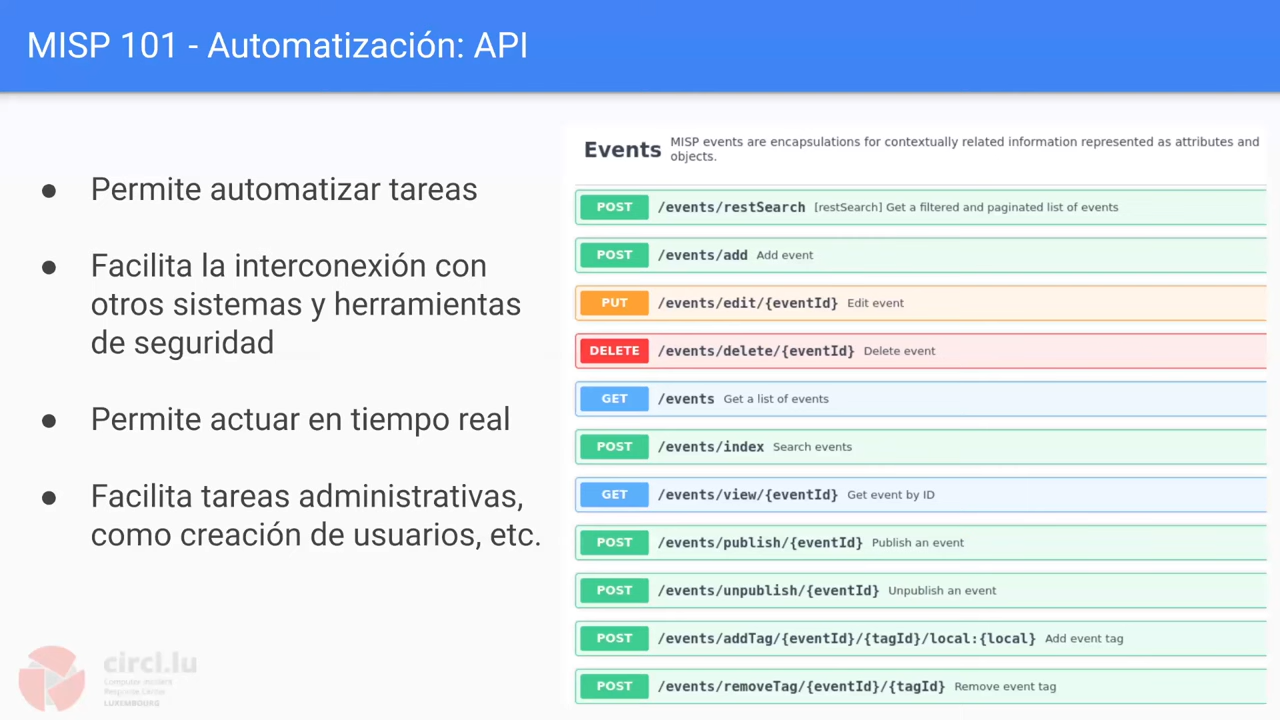 MISP 101 - Automatización: API
● Permite automatizar tareas
● Facilita la interconexión con
otros sistemas y herramientas
de seguridad
● Permite actuar en tiempo real
● Facilita tareas administrativas,
como creación de usuarios, etc.
Events MISP events are encapsulations for contextually related information represented as attributes and
objects.
POST /events/restSearch [restSearch] Get a filtered and paginated list of events
POST /events/add Add event
PUT /events/edit/{eventId} Edit event
DELETE /events/delete/{eventId} Delete event
GET /events Get a list of events
POST /events/index Search events
GET /events/view/{eventId} Get event by ID
POST /events/publish/{eventId} Publish an event
POST /events/unpublish/{eventId} Unpublish an event
POST /events/addTag/{eventId}/{tagId}/local:{local} Add event tag
POST /events/removeTag/{eventId}/{tagId} Remove event tag
circl.lu
Computer Incident
Response Center
LUXEMBOURG